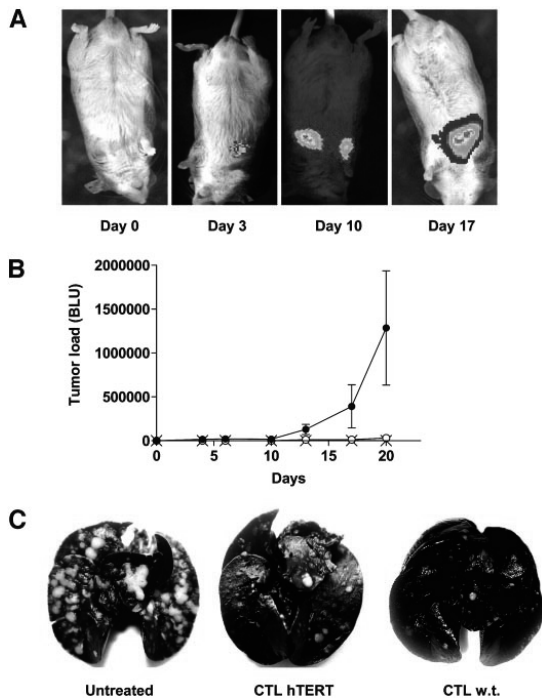 A
Day 0
Day 3
Day 10
Day 17
B
Tumor load (BLU)
2000000
1500000
1000000
500000
0
0
5
10
15
20
Days
C
Untreated
CTL hTERT
CTL w.t.